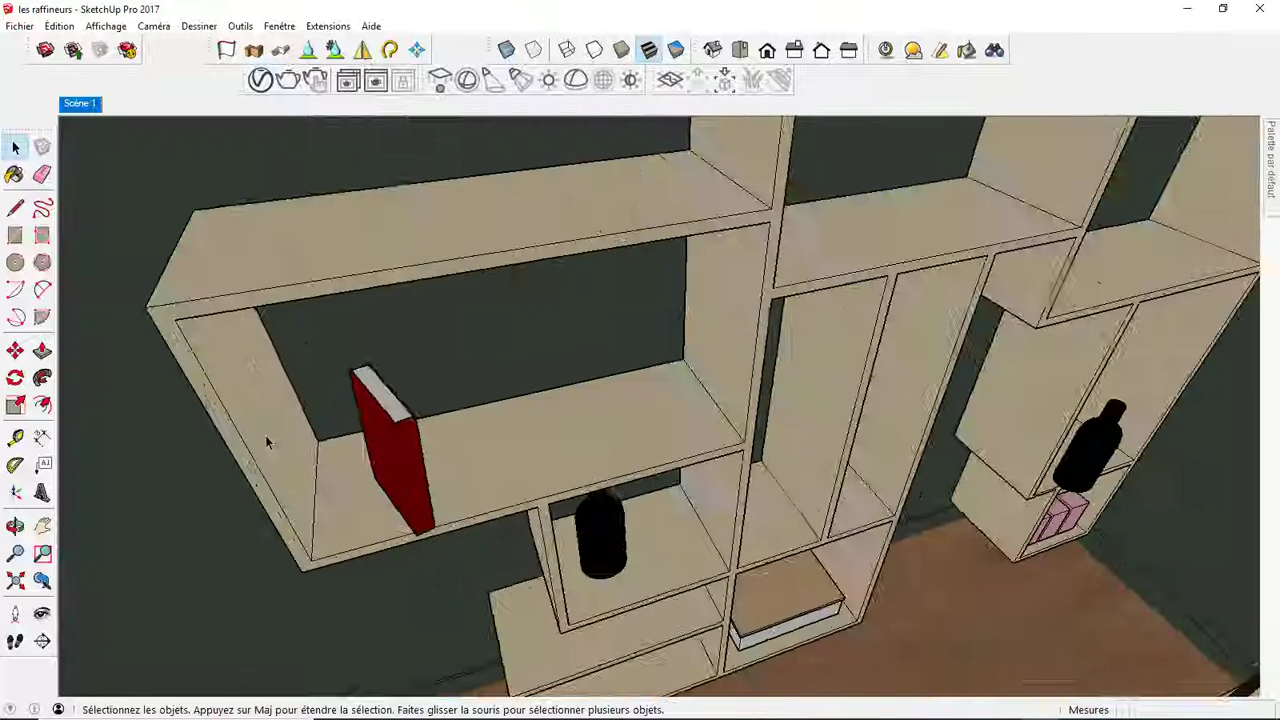 les raffineurs - SketchUp Pro 2017
Fichier Édition Affichage Caméra Dessiner Outils Fenêtre Extensions Aide
Scène 1
Palette par défaut
A1
Sélectionnez les objets. Appuyez sur Maj pour étendre la sélection. Faites glisser la souris pour sélectionner plusieurs objets.
Mesures